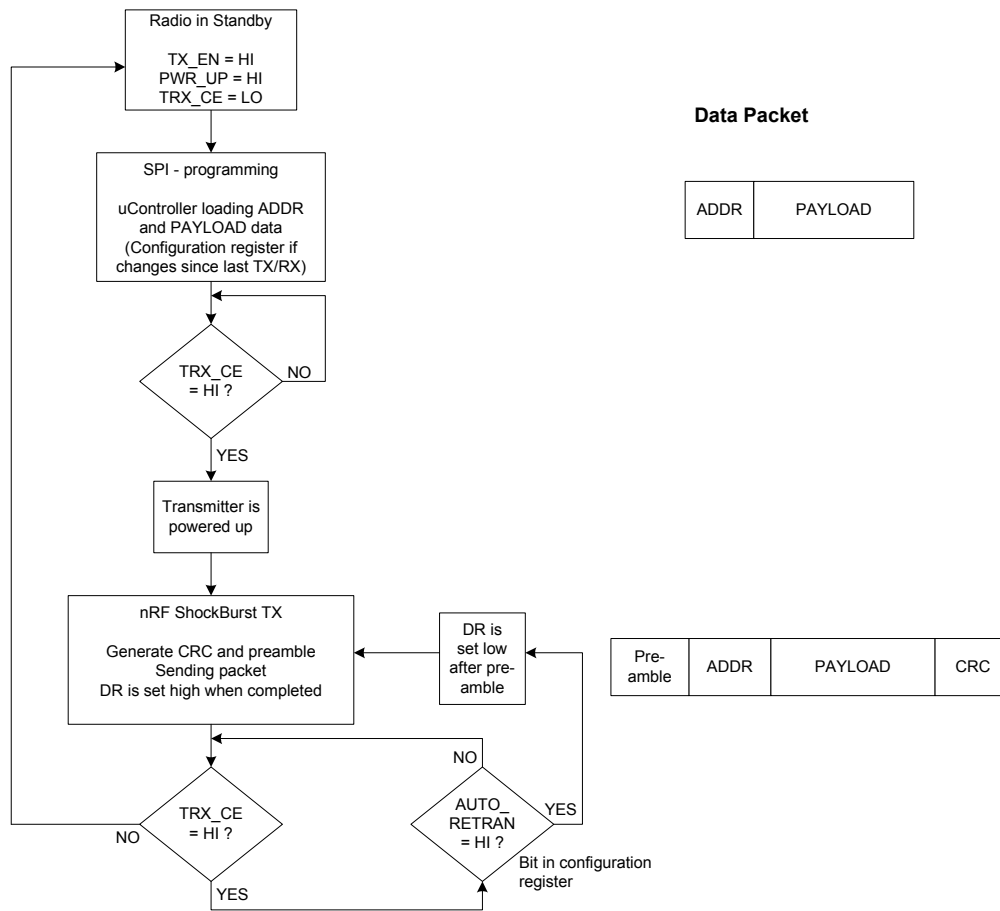 Radio in Standby
TX_EN = HI
PWR_UP = HI
TRX_CE = LO
Data Packet
SPI - programming
uController loading ADDR
and PAYLOAD data
(Configuration register if
changes since last TX/RX)
ADDR
PAYLOAD
TRX_CE
= HI ?
NO
YES
Transmitter is
powered up
nRF ShockBurst TX
Generate CRC and preamble
Sending packet
DR is set high when completed
DR is
set low
after pre-
amble
Pre-
amble
ADDR
PAYLOAD
CRC
TRX_CE
= HI ?
NO
YES
NO
AUTO_
RETRAN
= HI ?
YES
Bit in configuration
register